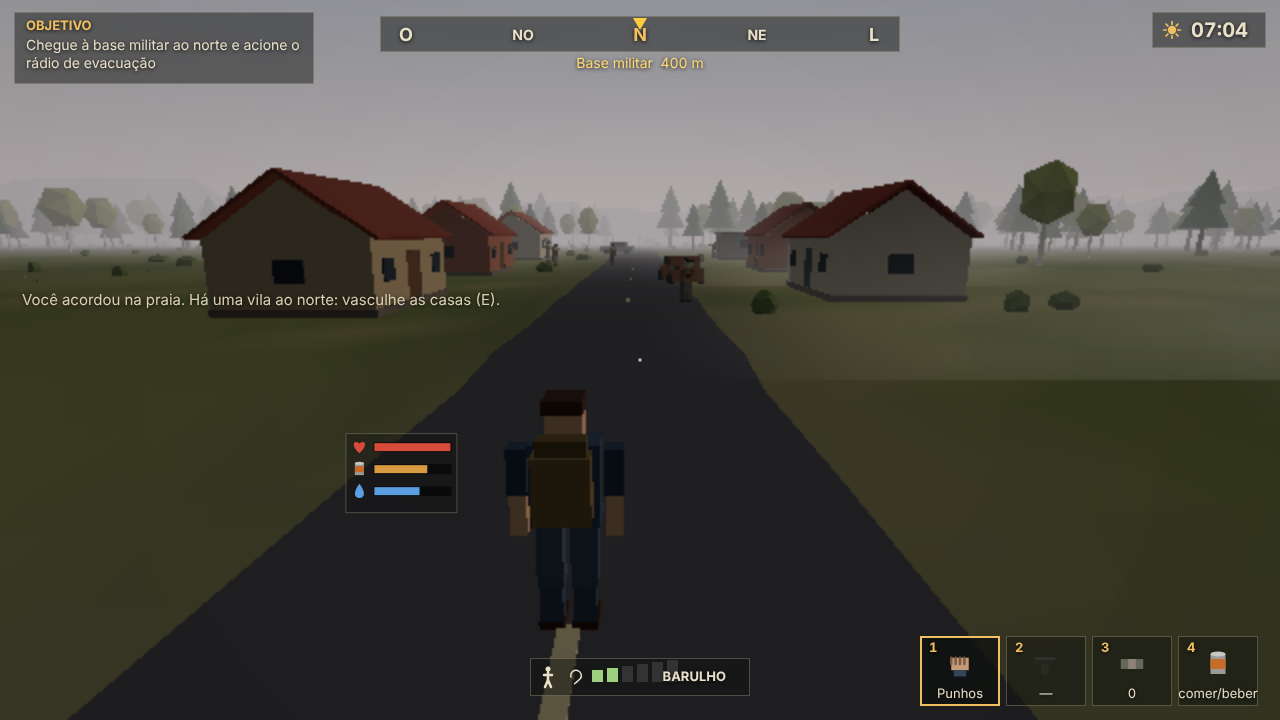 OBJETIVO
Chegue à base militar ao norte e acione o
rádio de evacuação
O NO N NE L
Base militar 400 m
07:04
Você acordou na praia. Há uma vila ao norte: vasculhe as casas (E).
BARULHO
1 2 3 4
Punhos — 0 comer/beber